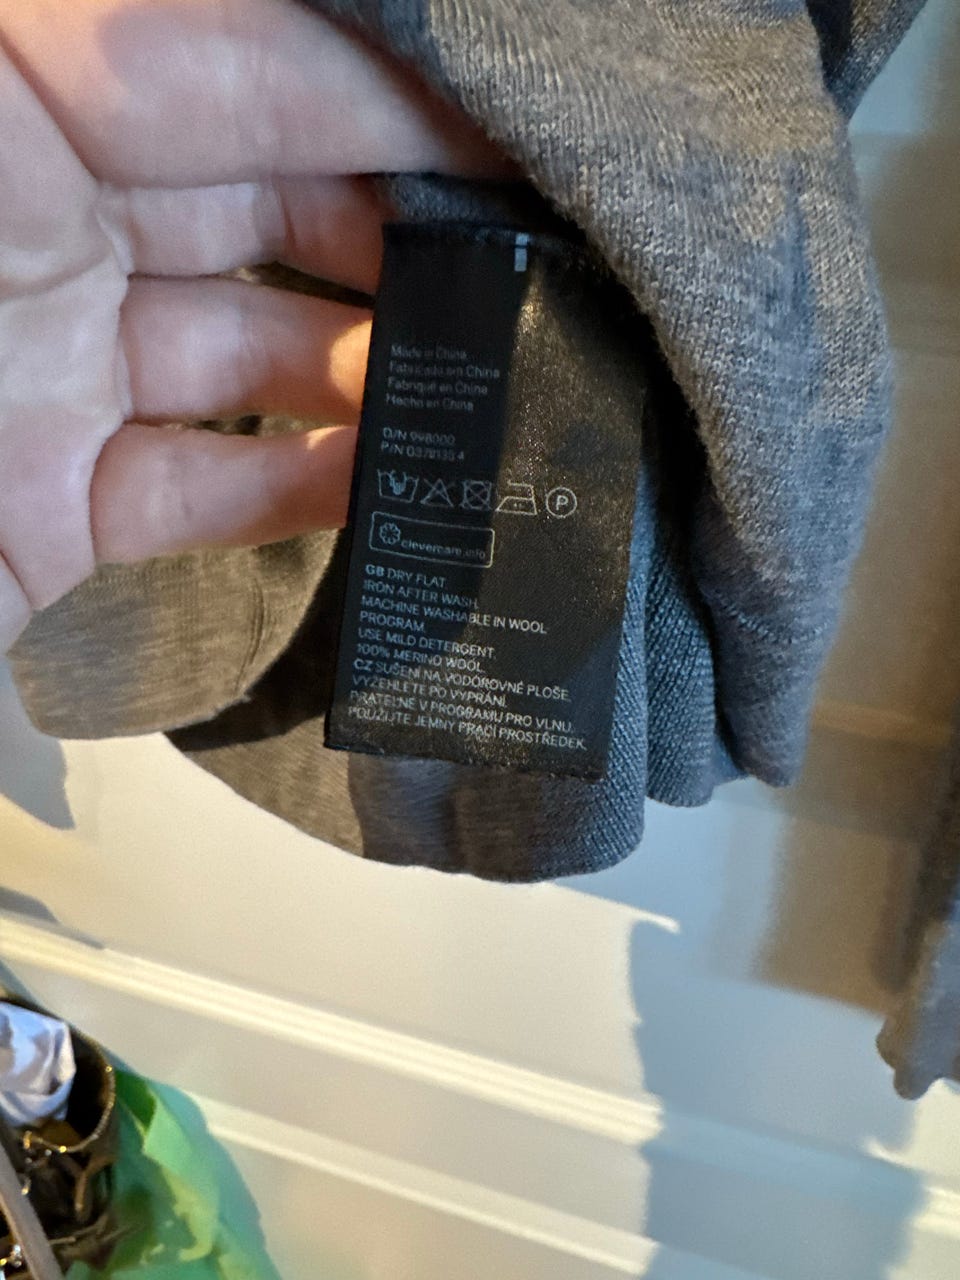 Made in China
Fabricado em China
Fabriqué en China
Hecho en China
O/N 998000
P/N 0378135 4
P
clevercare.info
GB DRY FLAT.
IRON AFTER WASH.
MACHINE WASHABLE IN WOOL
PROGRAM.
USE MILD DETERGENT.
100% MERINO WOOL.
CZ SUŠENÍ NA VODOROVNÉ PLOŠE.
VYŽEHLETE PO VYPRÁNÍ.
PRATELNÉ V PROGRAMU PRO VLNU.
POUŽIJTE JEMNÝ PRACÍ PROSTŘEDEK.